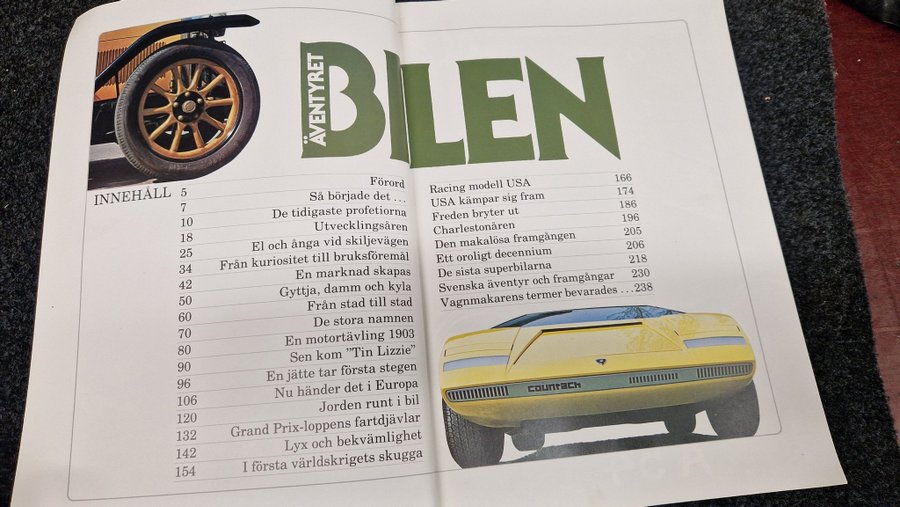 ÄVENTYRET
BILEN
INNEHÅLL
5 Förord
7 Så började det ...
10 De tidigaste profetiorna
18 Utvecklingsåren
25 El och ånga vid skiljevägen
34 Från kuriositet till bruksföremål
42 En marknad skapas
50 Gyttja, damm och kyla
60 Från stad till stad
70 De stora namnen
80 En motortävling 1903
90 Sen kom ”Tin Lizzie”
96 En jätte tar första stegen
106 Nu händer det i Europa
120 Jorden runt i bil
132 Grand Prix-loppens fartdjävlar
142 Lyx och bekvämlighet
154 I första världskrigets skugga
Racing modell USA 166
USA kämpar sig fram 174
Freden bryter ut 186
Charlestonåren 196
Den makalösa framgången 205
Ett oroligt decennium 206
De sista superbilarna 218
Svenska äventyr och framgångar 230
Vagnmakarens termer bevarades ...238
countach